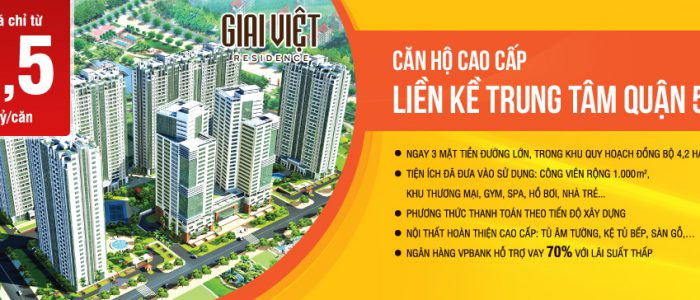 á chỉ từ
,5
ỷ/căn
GIAI VIỆT
RESIDENCE
CĂN HỘ CAO CẤP
LIỀN KỀ TRUNG TÂM QUẬN 5
NGAY 3 MẶT TIỀN ĐƯỜNG LỚN, TRONG KHU QUY HOẠCH ĐỒNG BỘ 4,2 HA
TIỆN ÍCH ĐÃ ĐƯA VÀO SỬ DỤNG: CÔNG VIÊN RỘNG 1.000m²,
KHU THƯƠNG MẠI, GYM, SPA, HỒ BƠI, NHÀ TRẺ...
PHƯƠNG THỨC THANH TOÁN THEO TIẾN ĐỘ XÂY DỰNG
NỘI THẤT HOÀN THIỆN CAO CẤP: TỦ ÂM TƯỜNG, KỆ TỦ BẾP, SÀN GỖ,...
NGÂN HÀNG VPBANK HỖ TRỢ VAY 70% VỚI LÃI SUẤT THẤP